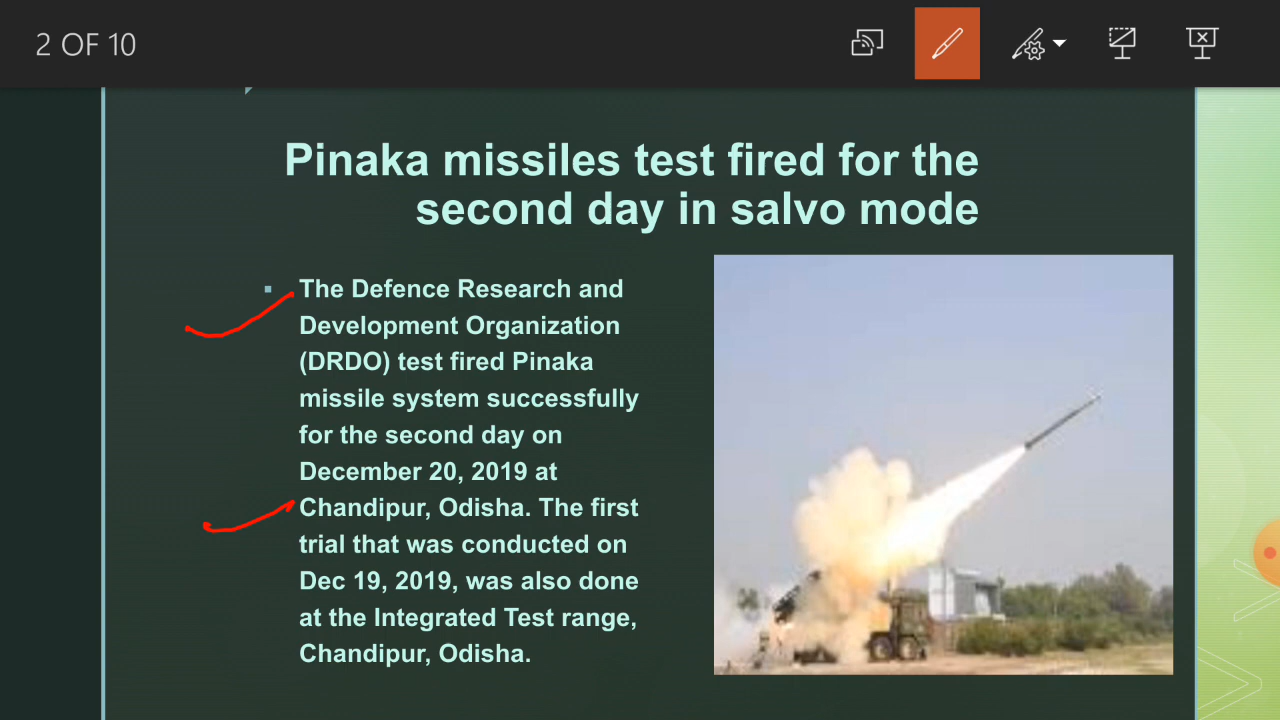 2 OF 10
Pinaka missiles test fired for the
second day in salvo mode
The Defence Research and
Development Organization
(DRDO) test fired Pinaka
missile system successfully
for the second day on
December 20, 2019 at
Chandipur, Odisha. The first
trial that was conducted on
Dec 19, 2019, was also done
at the Integrated Test range,
Chandipur, Odisha.